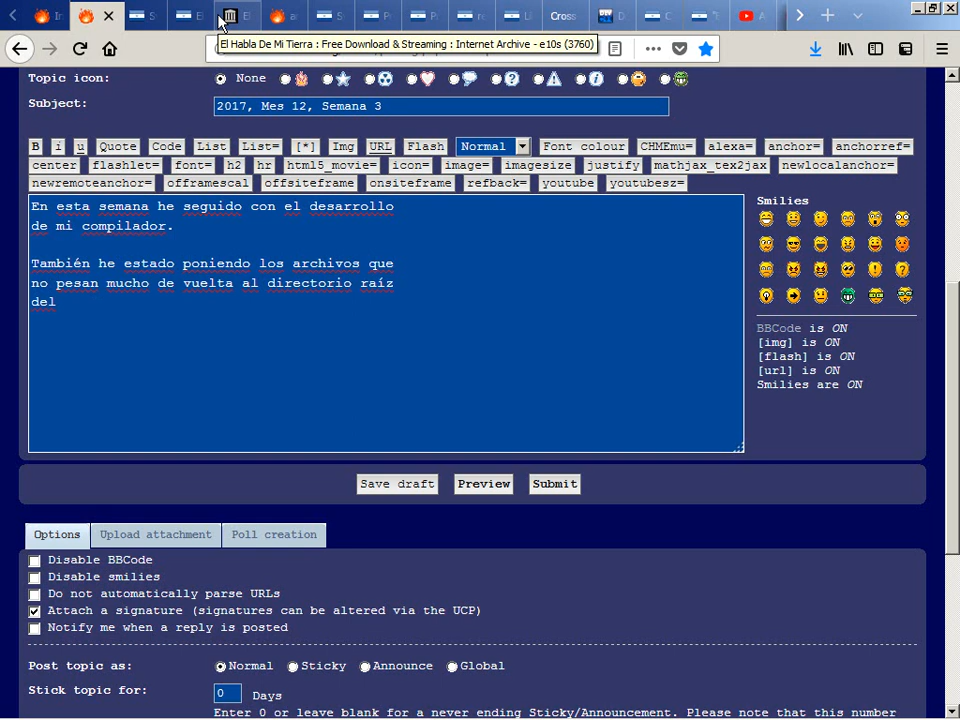 In
S
El
El
a
S
P
P
re
Li
Cross
D
C
"t
A
El Habla De Mi Tierra : Free Download & Streaming : Internet Archive - e10s (3760)
Topic icon: None
Subject: 2017, Mes 12, Semana 3
B i u Quote Code List List= [*] Img URL Flash Normal Font colour CHMEmu= alexa= anchor= anchorref=
center flashlet= font= h2 hr html5_movie= icon= image= imagesize justify mathjax_tex2jax newlocalanchor=
newremoteanchor= offramescal offsiteframe onsiteframe refback= youtube youtubesz=
En esta semana he seguido con el desarrollo
de mi compilador.
También he estado poniendo los archivos que
no pesan mucho de vuelta al directorio raíz
del
Smilies
BBCode is ON
[img] is ON
[flash] is ON
[url] is ON
Smilies are ON
Save draft Preview Submit
Options Upload attachment Poll creation
Disable BBCode
Disable smilies
Do not automatically parse URLs
Attach a signature (signatures can be altered via the UCP)
Notify me when a reply is posted
Post topic as: Normal Sticky Announce Global
Stick topic for: 0 Days
Enter 0 or leave blank for a never ending Sticky/Announcement. Please note that this number